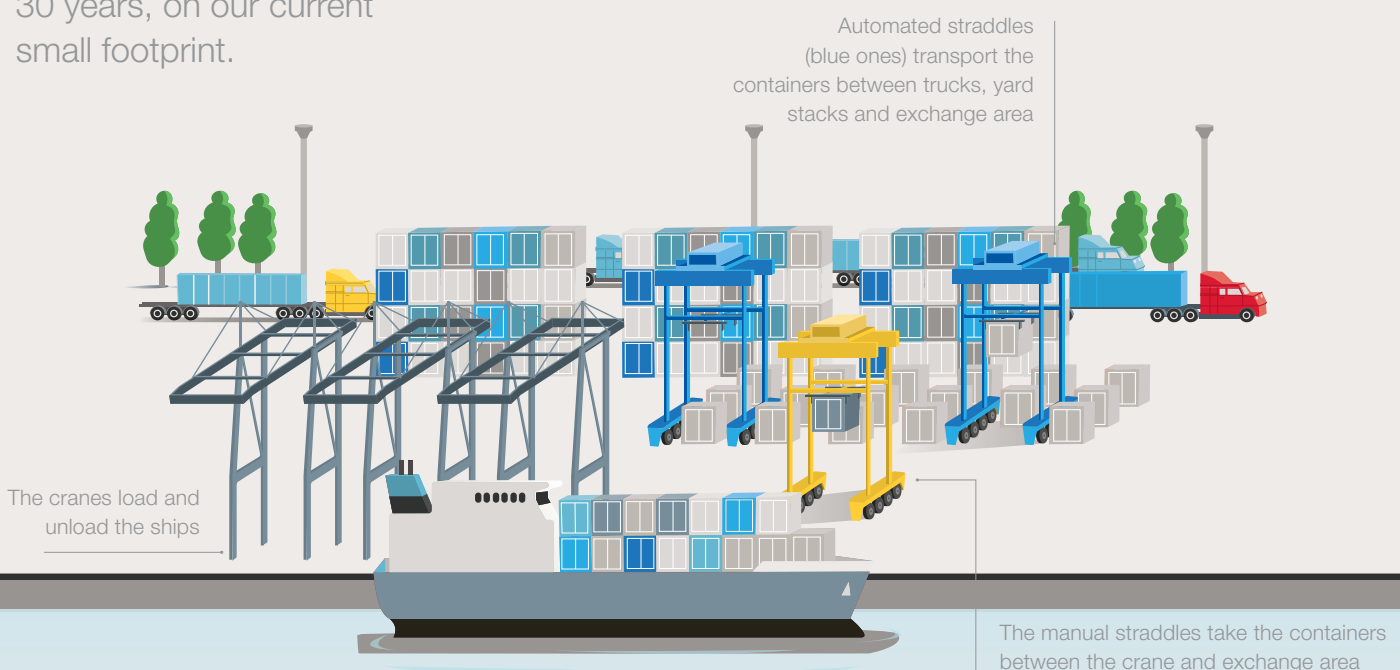 30 years, on our current
small footprint.
Automated straddles
(blue ones) transport the
containers between trucks, yard
stacks and exchange area
The cranes load and
unload the ships
The manual straddles take the containers
between the crane and exchange area